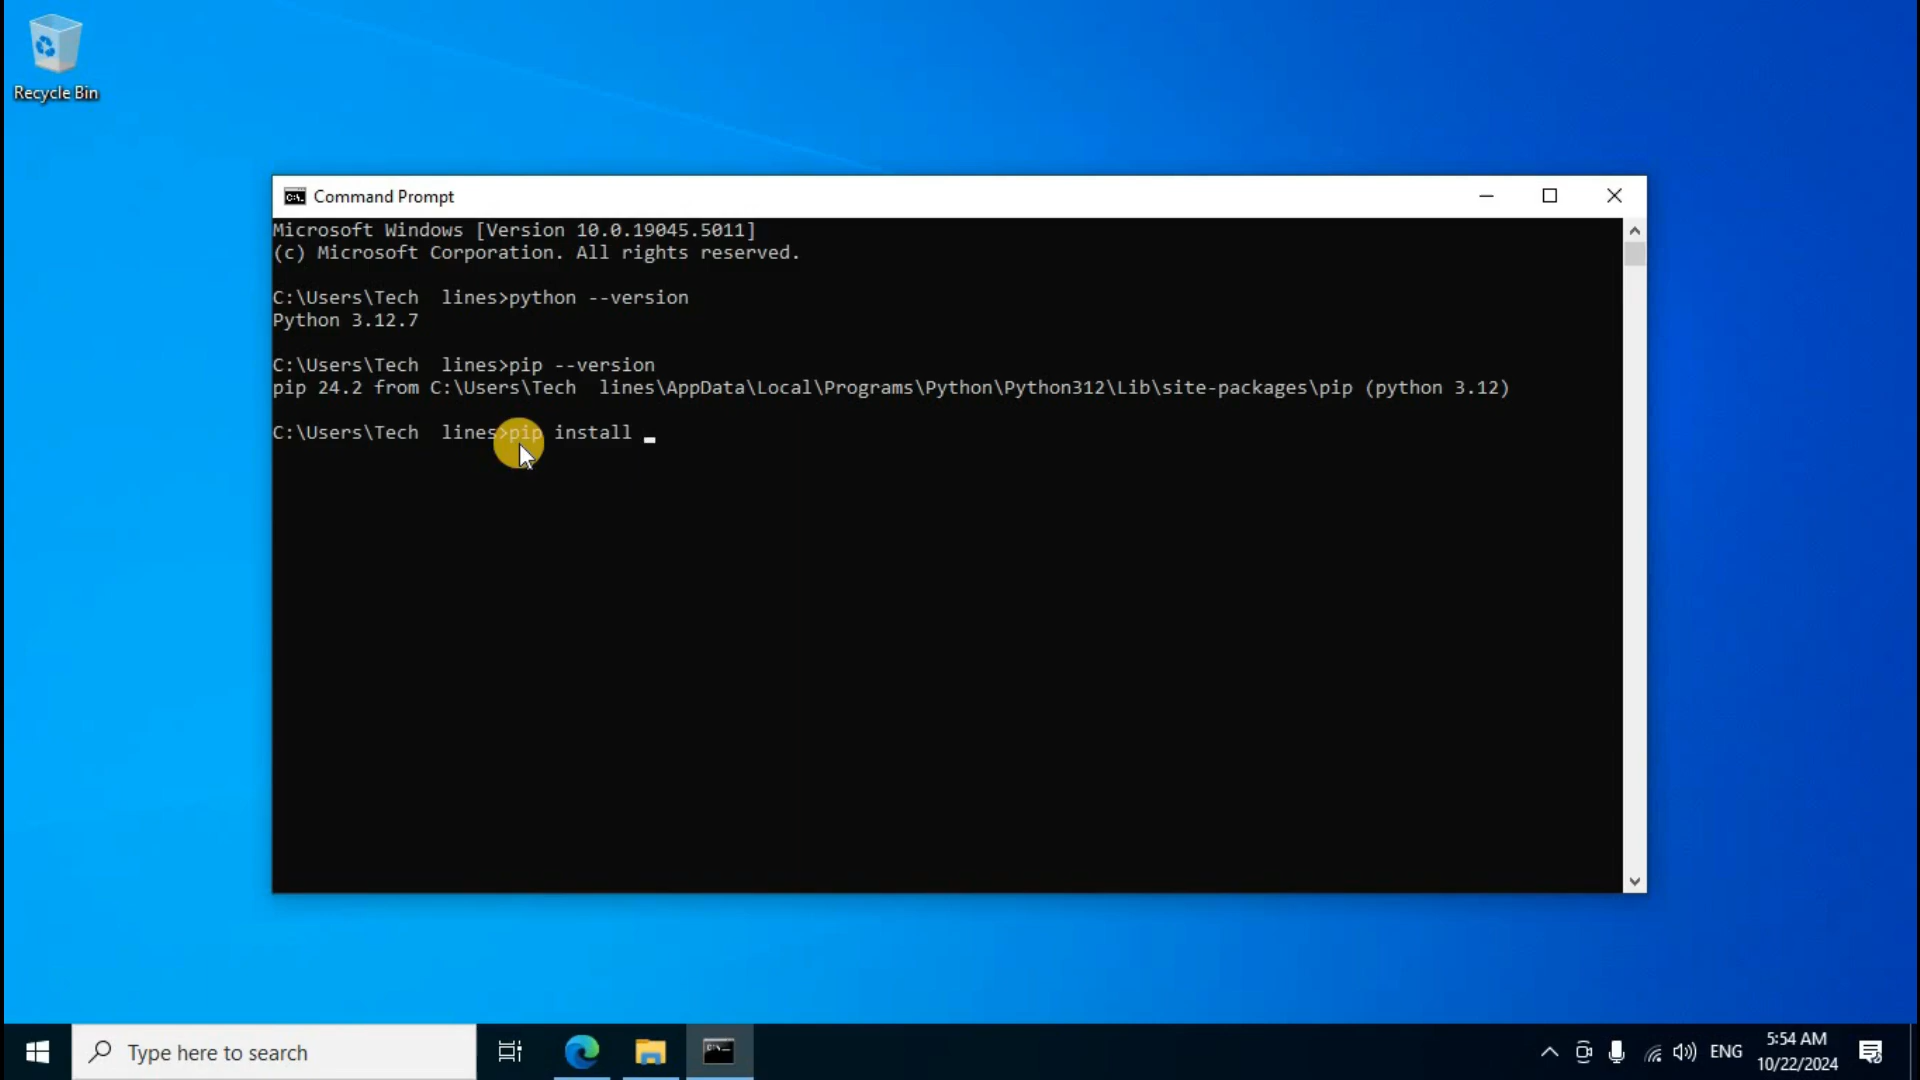 Recycle Bin
Command Prompt
Microsoft Windows [Version 10.0.19045.5011]
(c) Microsoft Corporation. All rights reserved.
C:\Users\Tech  lines>python --version
Python 3.12.7
C:\Users\Tech  lines>pip --version
pip 24.2 from C:\Users\Tech  lines\AppData\Local\Programs\Python\Python312\Lib\site-packages\pip (python 3.12)
C:\Users\Tech  lines>pip install _
Type here to search
ENG
5:54 AM
10/22/2024